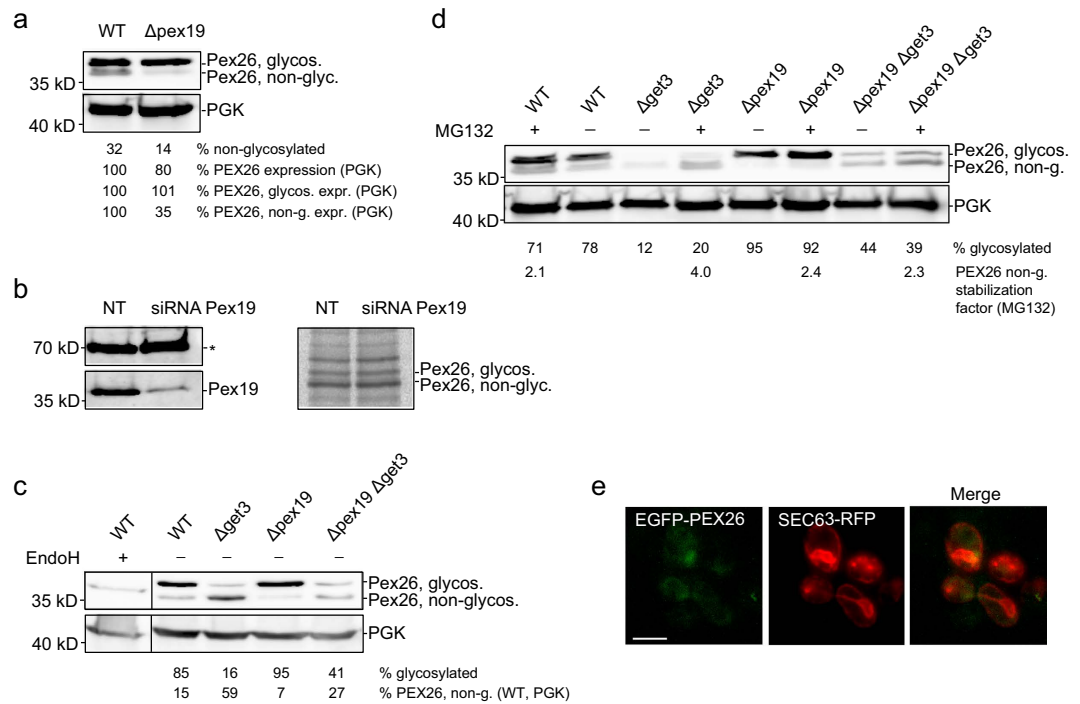 a
WT Δpex19
Pex26, glycos.
Pex26, non-glyc.
35 kD
PGK
40 kD
32 14 % non-glycosylated
100 80 % PEX26 expression (PGK)
100 101 % PEX26, glycos. expr. (PGK)
100 35 % PEX26, non-g. expr. (PGK)
b
NT siRNA Pex19
70 kD *
Pex19
35 kD
NT siRNA Pex19
Pex26, glycos.
Pex26, non-glyc.
c
WT WT Δget3 Δpex19 Δpex19 Δget3
EndoH + – – – –
Pex26, glycos.
35 kD Pex26, non-glycos.
PGK
40 kD
85 16 95 41 % glycosylated
15 59 7 27 % PEX26, non-g. (WT, PGK)
d
WT WT Δget3 Δget3 Δpex19 Δpex19 Δpex19 Δget3 Δpex19 Δget3
MG132 + – – + – + – +
Pex26, glycos.
Pex26, non-g.
35 kD
PGK
40 kD
71 78 12 20 95 92 44 39 % glycosylated
2.1 4.0 2.4 2.3 PEX26 non-g.
stabilization
factor (MG132)
e
Merge
EGFP-PEX26 SEC63-RFP